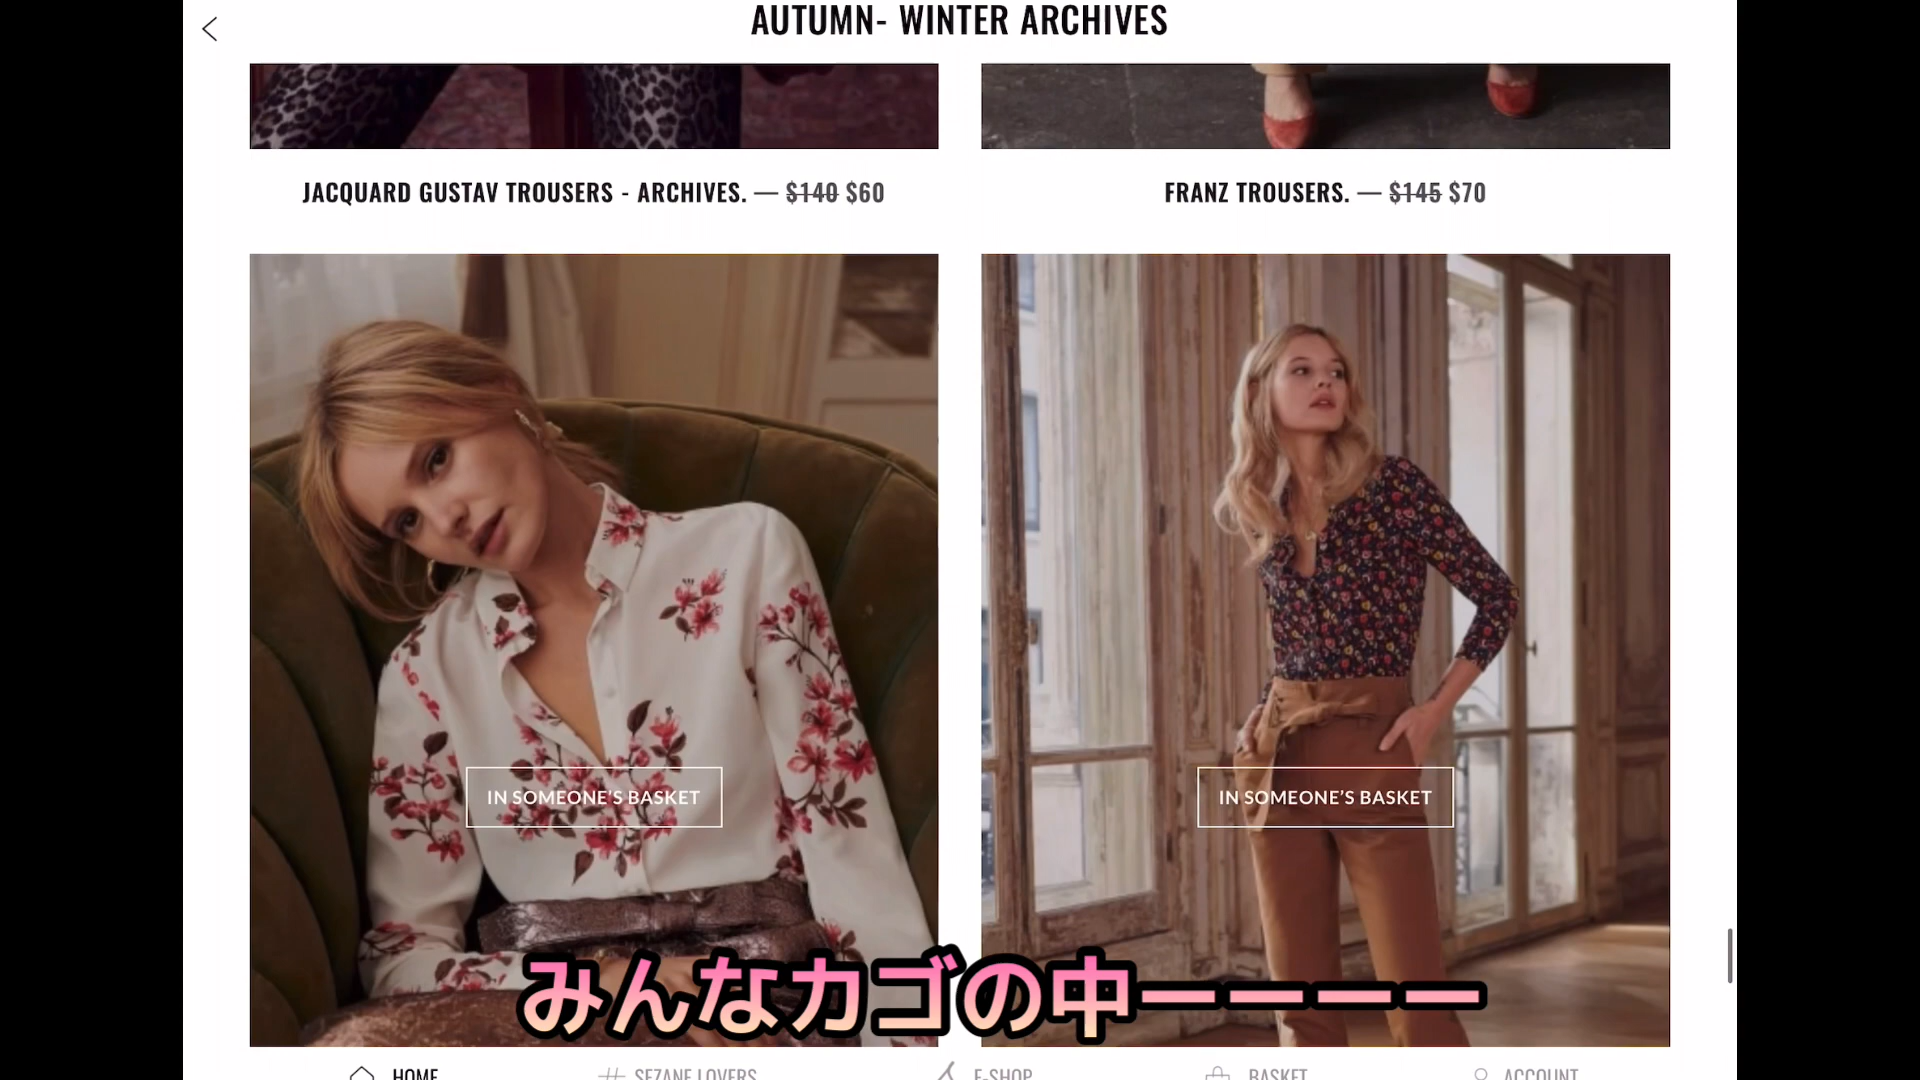 AUTUMN- WINTER ARCHIVES
JACQUARD GUSTAV TROUSERS - ARCHIVES. — $140 $60
FRANZ TROUSERS. — $145 $70
IN SOMEONE'S BASKET
IN SOMEONE'S BASKET
みんなカゴの中ーーーー
HOME
SEZANE LOVERS
E-SHOP
BASKET
ACCOUNT